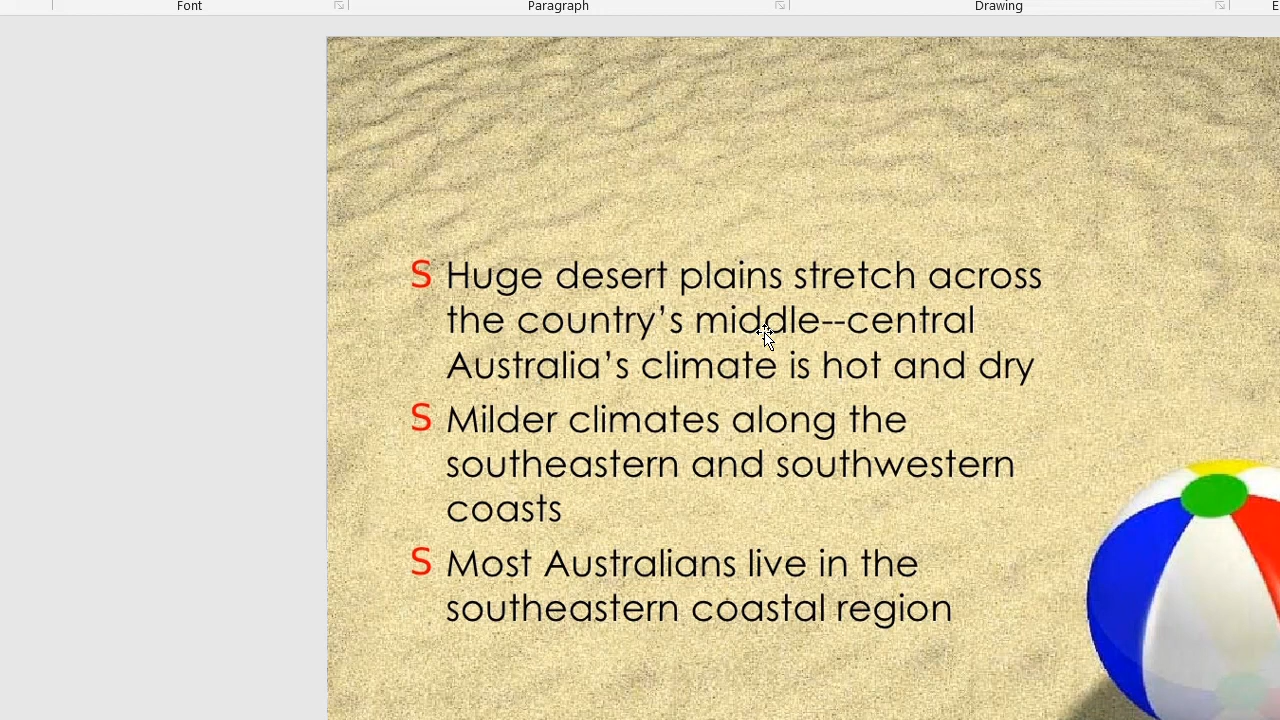 Font Paragraph Drawing E
S Huge desert plains stretch across
the country’s middle--central
Australia’s climate is hot and dry
S Milder climates along the
southeastern and southwestern
coasts
S Most Australians live in the
southeastern coastal region